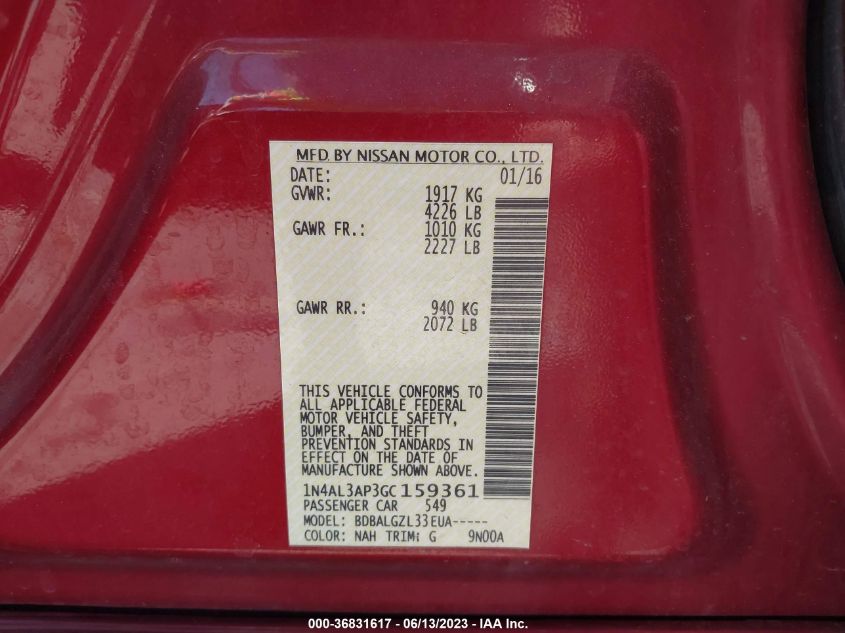 MFD. BY NISSAN MOTOR CO., LTD.
DATE: 01/16
GVWR: 1917 KG
4226 LB
GAWR FR.: 1010 KG
2227 LB
GAWR RR.: 940 KG
2072 LB
THIS VEHICLE CONFORMS TO
ALL APPLICABLE FEDERAL
MOTOR VEHICLE SAFETY,
BUMPER, AND THEFT
PREVENTION STANDARDS IN
EFFECT ON THE DATE OF
MANUFACTURE SHOWN ABOVE.
1N4AL3AP3GC159361
PASSENGER CAR 549
MODEL: BDBALGZL33EUA-----
COLOR: NAH TRIM: G 9N00A
000-36831617 - 06/13/2023 - 1N4AL3AP3GC159361 - IAA